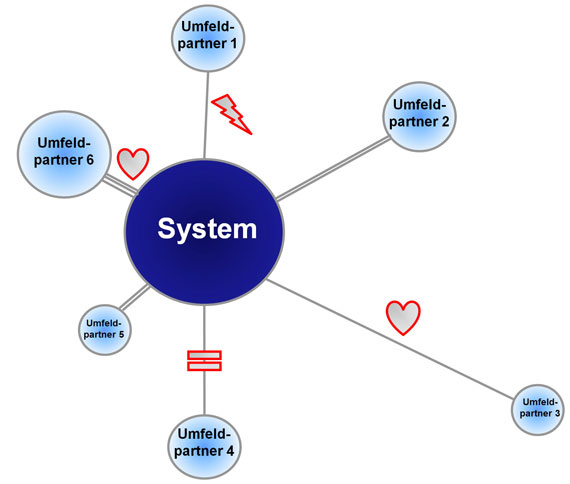 Umfeld-
partner 1
Umfeld-
partner 2
Umfeld-
partner 6
System
Umfeld-
partner 5
Umfeld-
partner 3
Umfeld-
partner 4